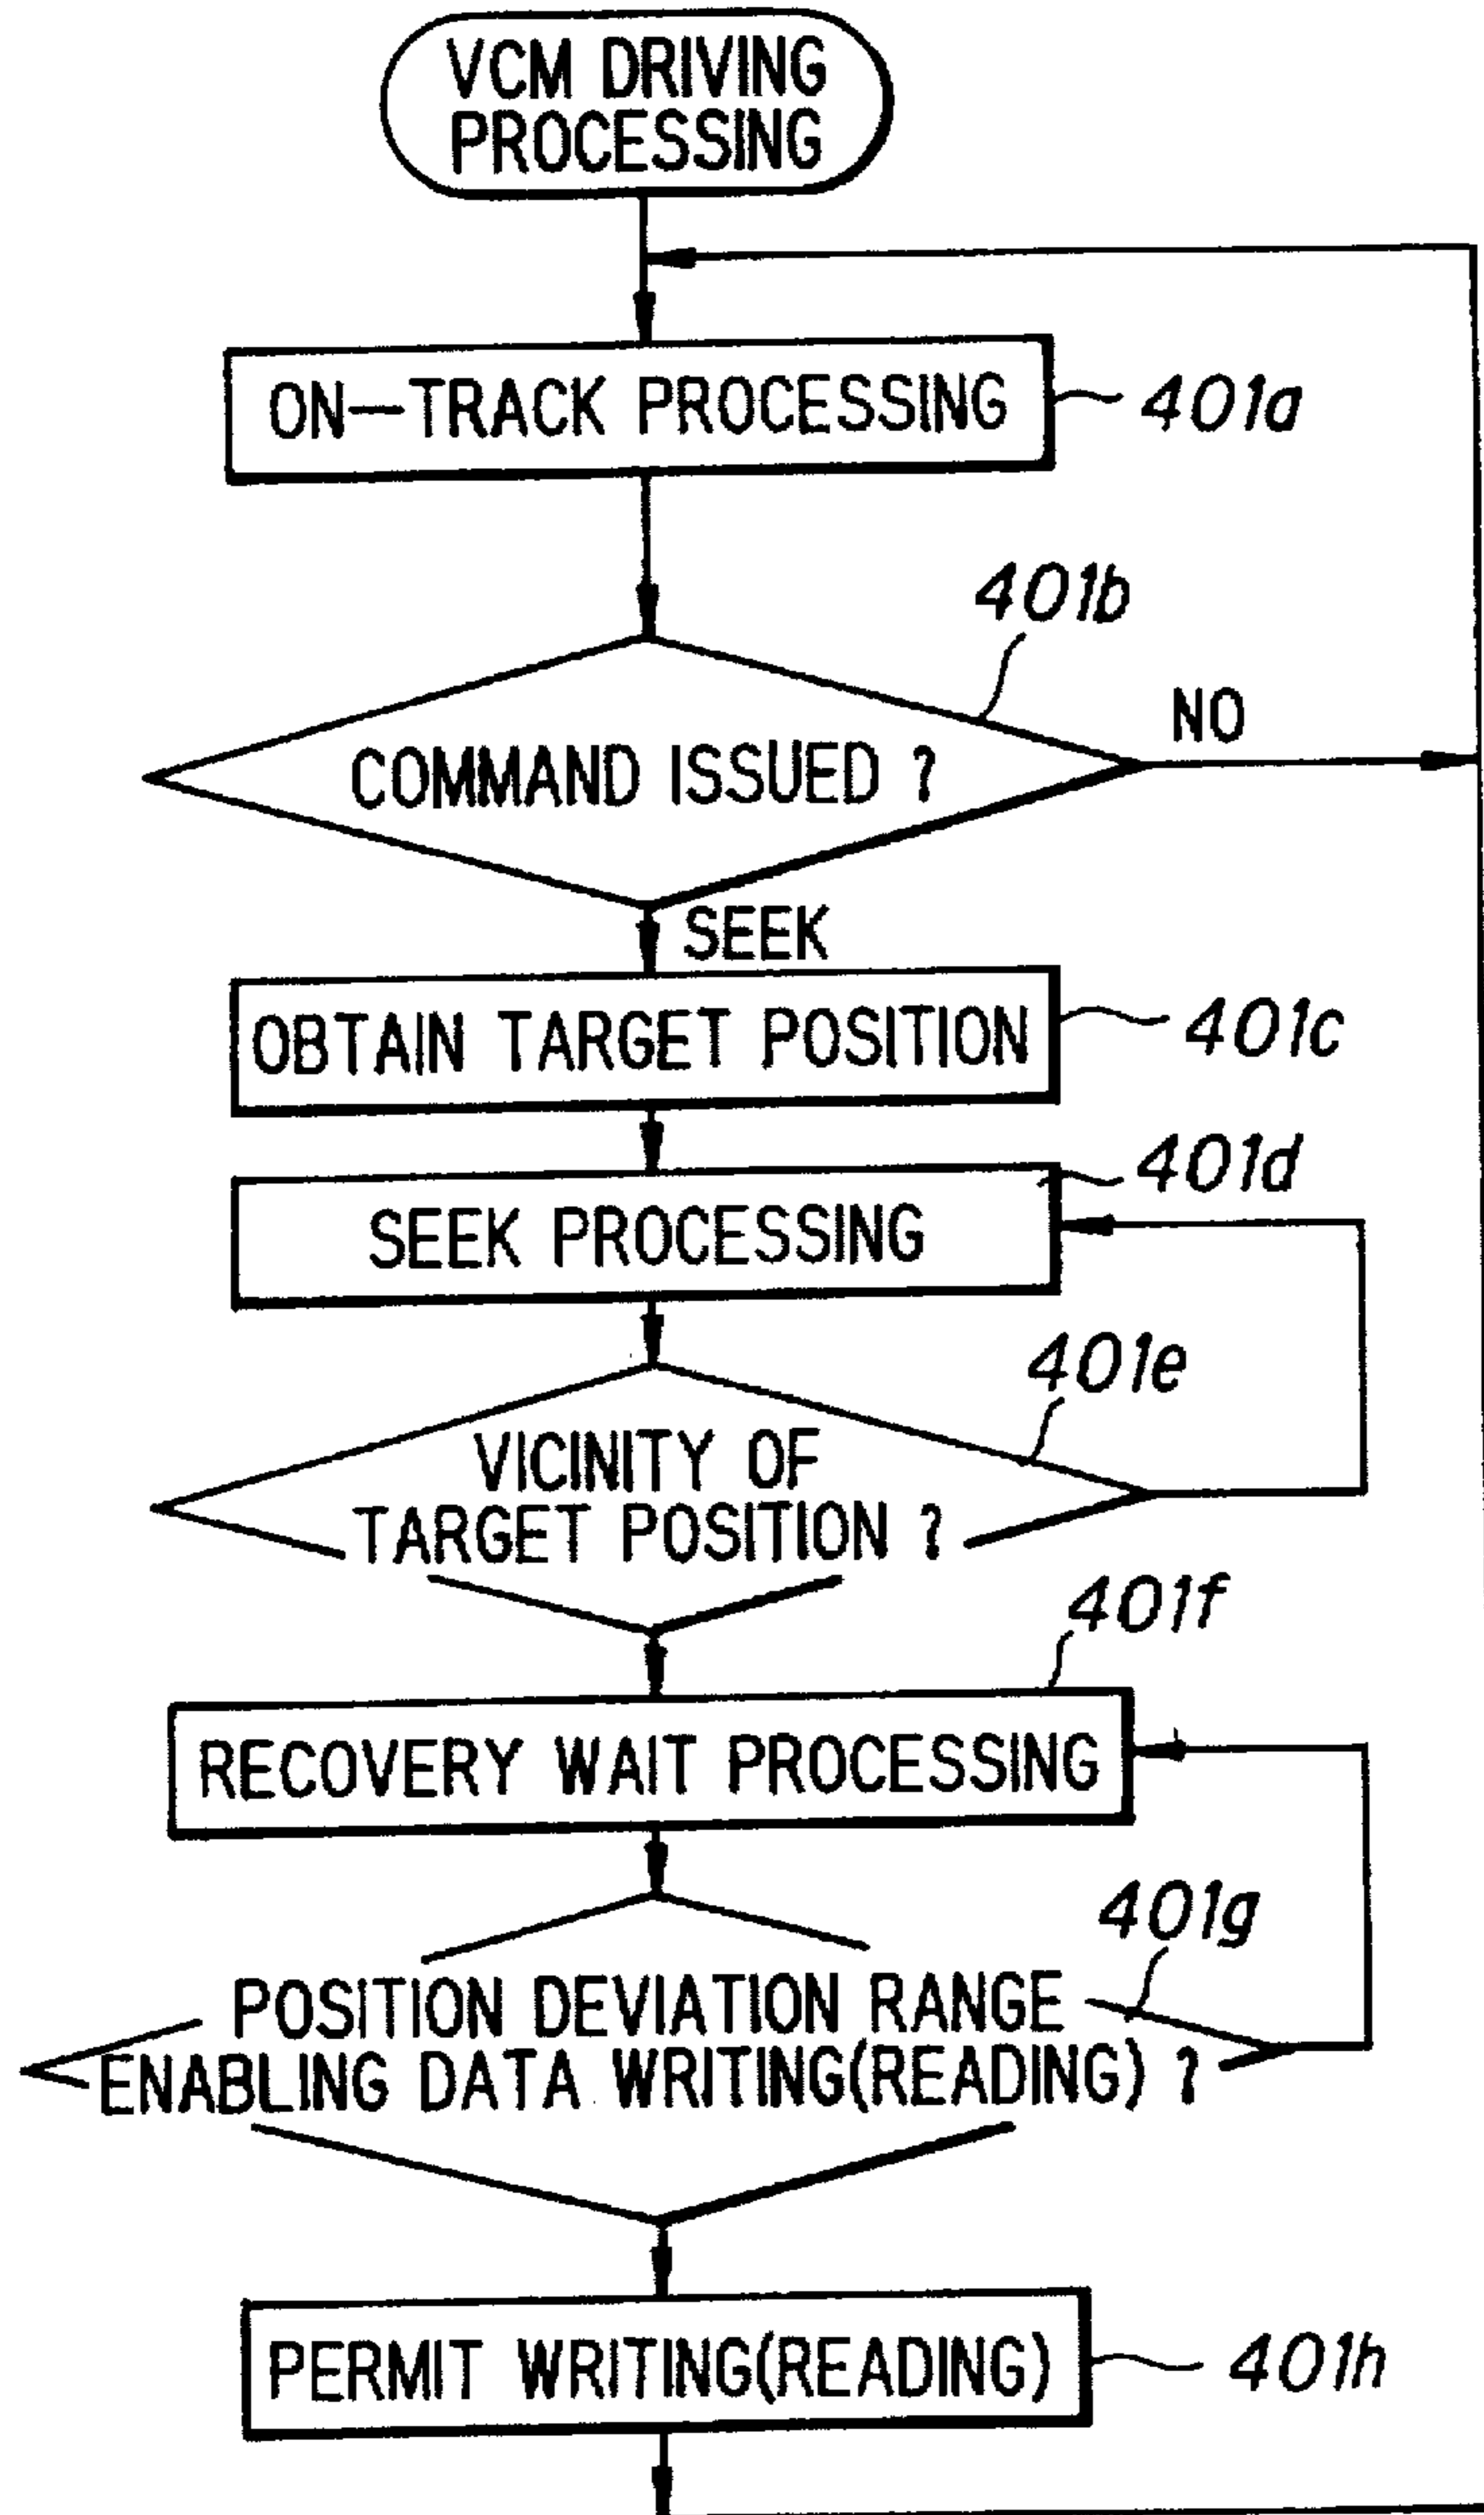 VCM DRIVING
PROCESSING
ON—TRACK PROCESSING
401a
401b
NO
COMMAND ISSUED ?
SEEK
OBTAIN TARGET POSITION
401c
401d
SEEK PROCESSING
401e
VICINITY OF
TARGET POSITION ?
401f
RECOVERY WAIT PROCESSING
401g
POSITION DEVIATION RANGE
ENABLING DATA WRITING(READING) ?
PERMIT WRITING(READING)
401h